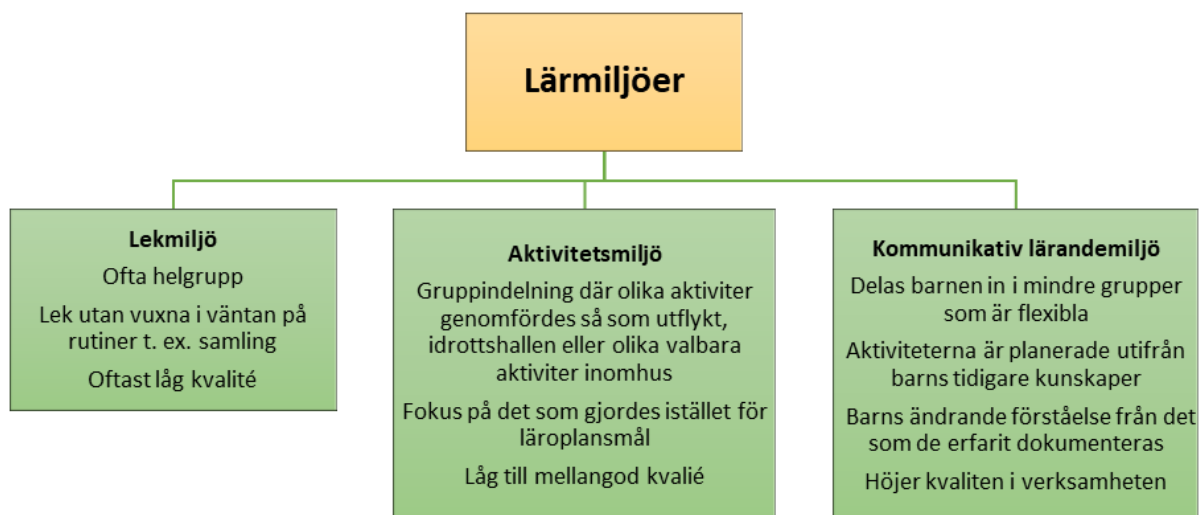 Lärmiljöer
Lekmiljö
Ofta helgrupp
Lek utan vuxna i väntan på
rutiner t. ex. samling
Oftast låg kvalité
Aktivitetsmiljö
Gruppindelning där olika aktiviter
genomfördes så som utflykt,
idrottshallen eller olika valbara
aktiviter inomhus
Fokus på det som gjordes istället för
läroplansmål
Låg till mellangod kvalié
Kommunikativ lärandemiljö
Delas barnen in i mindre grupper
som är flexibla
Aktiviteterna är planerade utifrån
barns tidigare kunskaper
Barns ändrande förståelse från det
som de erfarit dokumenteras
Höjer kvaliten i verksamheten